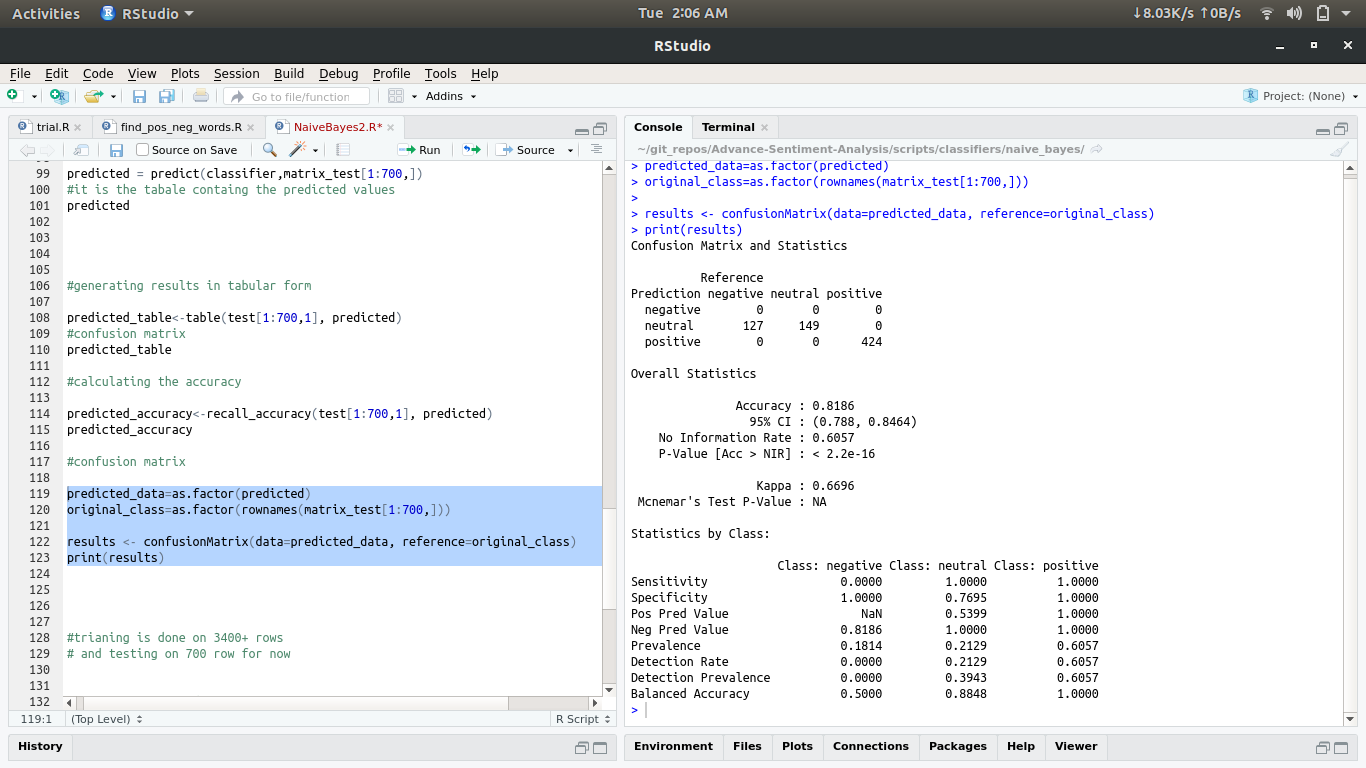 Activities RStudio Tue 2:06 AM ↓8.03K/s ↑0B/s
RStudio
File Edit Code View Plots Session Build Debug Profile Tools Help
Go to file/function Addins Project: (None)
trial.R find_pos_neg_words.R NaiveBayes2.R*
Source on Save Run Source
99 predicted = predict(classifier,matrix_test[1:700,])
100 #it is the tabale containg the predicted values
101 predicted
102
103
104
105
106 #generating results in tabular form
107
108 predicted_table<-table(test[1:700,1], predicted)
109 #confusion matrix
110 predicted_table
111
112 #calculating the accuracy
113
114 predicted_accuracy<-recall_accuracy(test[1:700,1], predicted)
115 predicted_accuracy
116
117 #confusion matrix
118
119 predicted_data=as.factor(predicted)
120 original_class=as.factor(rownames(matrix_test[1:700,]))
121
122 results <- confusionMatrix(data=predicted_data, reference=original_class)
123 print(results)
124
125
126
127
128 #trianing is done on 3400+ rows
129 # and testing on 700 row for now
130
131
132
119:1 (Top Level) R Script
History
Console Terminal
~/git_repos/Advance-Sentiment-Analysis/scripts/classifiers/naive_bayes/
> predicted_data=as.factor(predicted)
> original_class=as.factor(rownames(matrix_test[1:700,]))
>
> results <- confusionMatrix(data=predicted_data, reference=original_class)
> print(results)
Confusion Matrix and Statistics
Reference
Prediction negative neutral positive
negative 0 0 0
neutral 127 149 0
positive 0 0 424
Overall Statistics
Accuracy : 0.8186
95% CI : (0.788, 0.8464)
No Information Rate : 0.6057
P-Value [Acc > NIR] : < 2.2e-16
Kappa : 0.6696
Mcnemar's Test P-Value : NA
Statistics by Class:
Class: negative Class: neutral Class: positive
Sensitivity 0.0000 1.0000 1.0000
Specificity 1.0000 0.7695 1.0000
Pos Pred Value NaN 0.5399 1.0000
Neg Pred Value 0.8186 1.0000 1.0000
Prevalence 0.1814 0.2129 0.6057
Detection Rate 0.0000 0.2129 0.6057
Detection Prevalence 0.0000 0.3943 0.6057
Balanced Accuracy 0.5000 0.8848 1.0000
>
Environment Files Plots Connections Packages Help Viewer